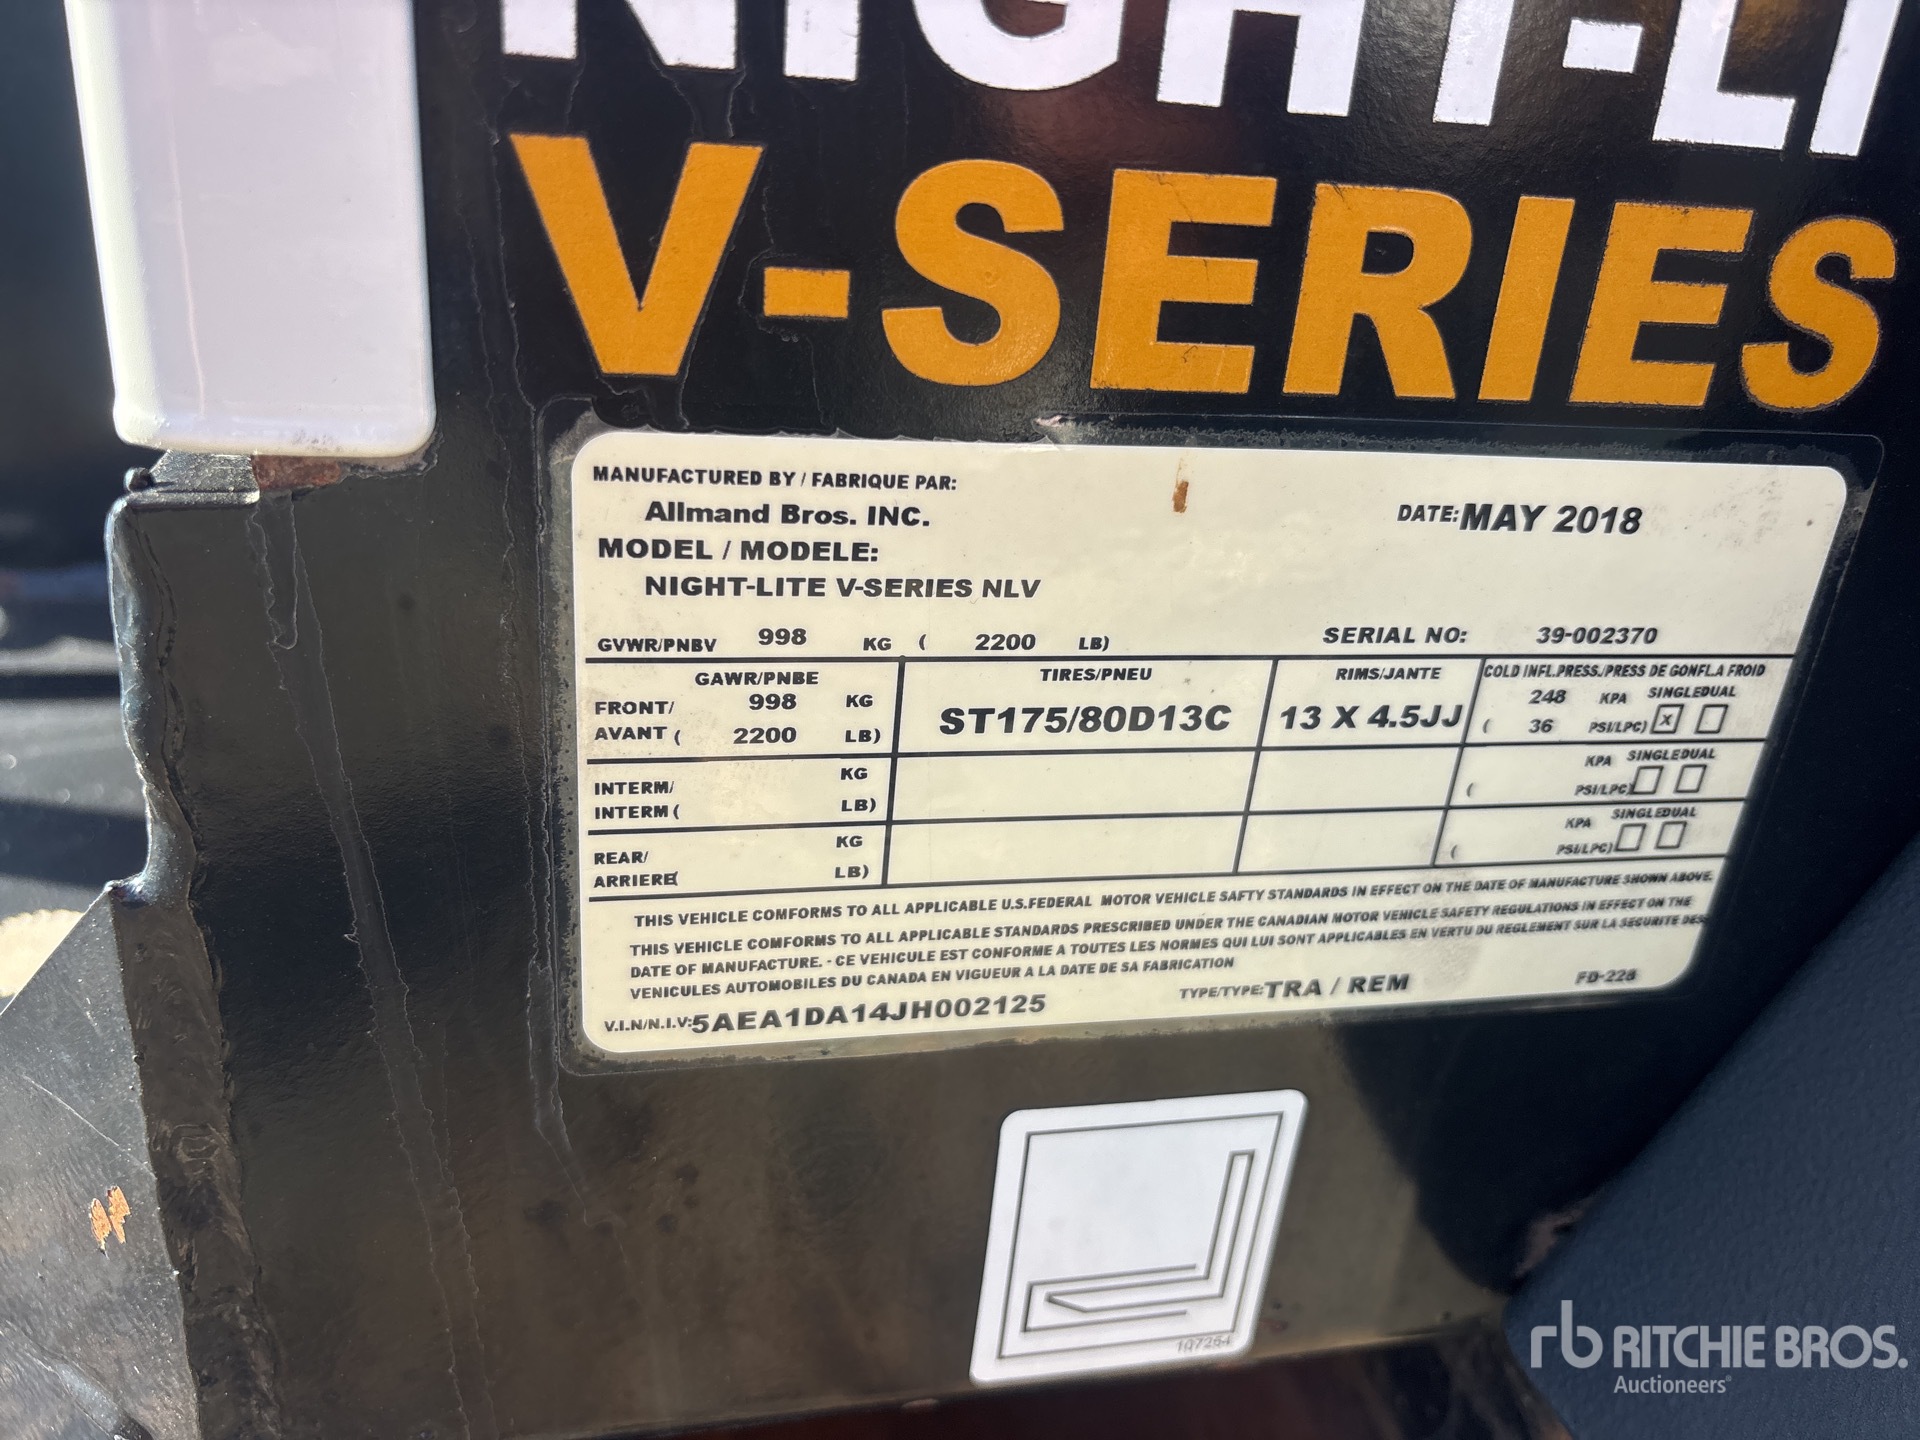 NIGHT-LI
V-SERIES
MANUFACTURED BY / FABRIQUE PAR:
Allmand Bros. INC.
DATE: MAY 2018
MODEL / MODELE:
NIGHT-LITE V-SERIES NLV
GVWR/PNBV 998 KG ( 2200 LB) SERIAL NO: 39-002370
GAWR/PNBE TIRES/PNEU RIMS/JANTE COLD INFL.PRESS./PRESS DE GONFL.A FROID
FRONT/ 998 KG ST175/80D13C 13 X 4.5JJ 248 KPA SINGLE DUAL
AVANT ( 2200 LB) ( 36 PSI/LPC) X
INTERM/ KG KPA SINGLE DUAL
INTERM ( LB) ( PSI/LPC)
REAR/ KG KPA SINGLE DUAL
ARRIERE( LB) ( PSI/LPC)
THIS VEHICLE COMFORMS TO ALL APPLICABLE U.S.FEDERAL MOTOR VEHICLE SAFTY STANDARDS IN EFFECT ON THE DATE OF MANUFACTURE SHOWN ABOVE.
THIS VEHICLE COMFORMS TO ALL APPLICABLE STANDARDS PRESCRIBED UNDER THE CANADIAN MOTOR VEHICLE SAFETY REGULATIONS IN EFFECT ON THE
DATE OF MANUFACTURE. - CE VEHICULE EST CONFORME A TOUTES LES NORMES QUI LUI SONT APPLICABLES EN VERTU DU REGLEMENT SUR LA SECURITE DES
VENICULES AUTOMOBILES DU CANADA EN VIGUEUR A LA DATE DE SA FABRICATION
V.I.N/N.I.V: 5AEA1DA14JH002125 TYPE/TYPE: TRA / REM FD-228
1A7254
rb RITCHIE BROS.
Auctioneers